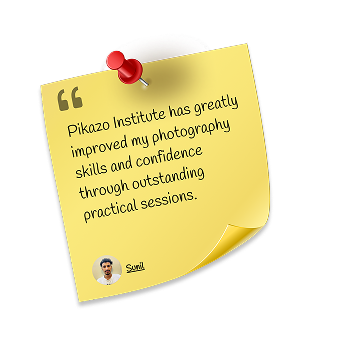 “
Pikazo Institute has greatly
improved my photography
skills and confidence
through outstanding
practical sessions.
Sunil